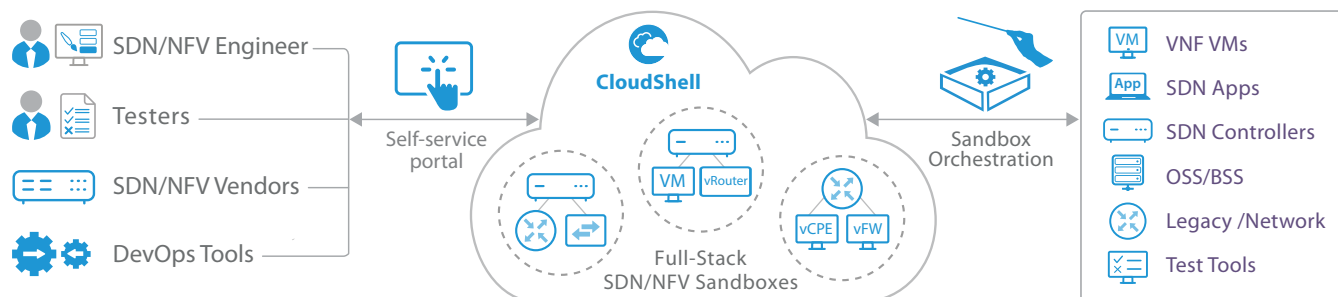 SDN/NFV Engineer
Testers
SDN/NFV Vendors
DevOps Tools
Self-service
portal
CloudShell
VM
vRouter
vCPE
vFW
Full-Stack
SDN/NFV Sandboxes
Sandbox
Orchestration
VM
VNF VMs
App
SDN Apps
SDN Controllers
OSS/BSS
Legacy /Network
Test Tools